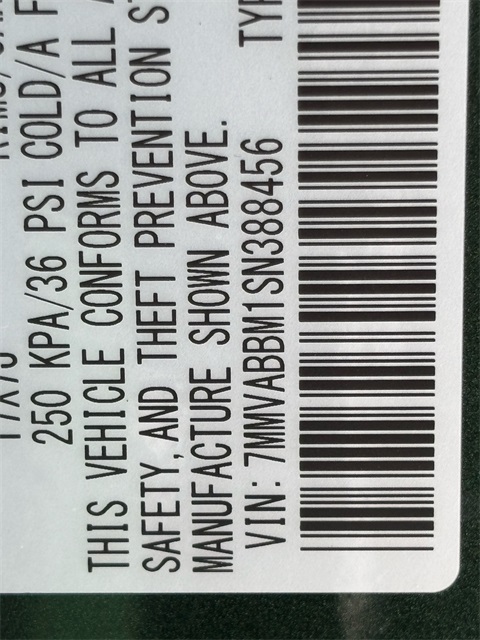 250 KPA/36 PSI COLD/A F
THIS VEHICLE CONFORMS TO ALL
SAFETY, AND THEFT PREVENTION S
MANUFACTURE SHOWN ABOVE.
VIN: 7MMVABBM1SN388456 TYP